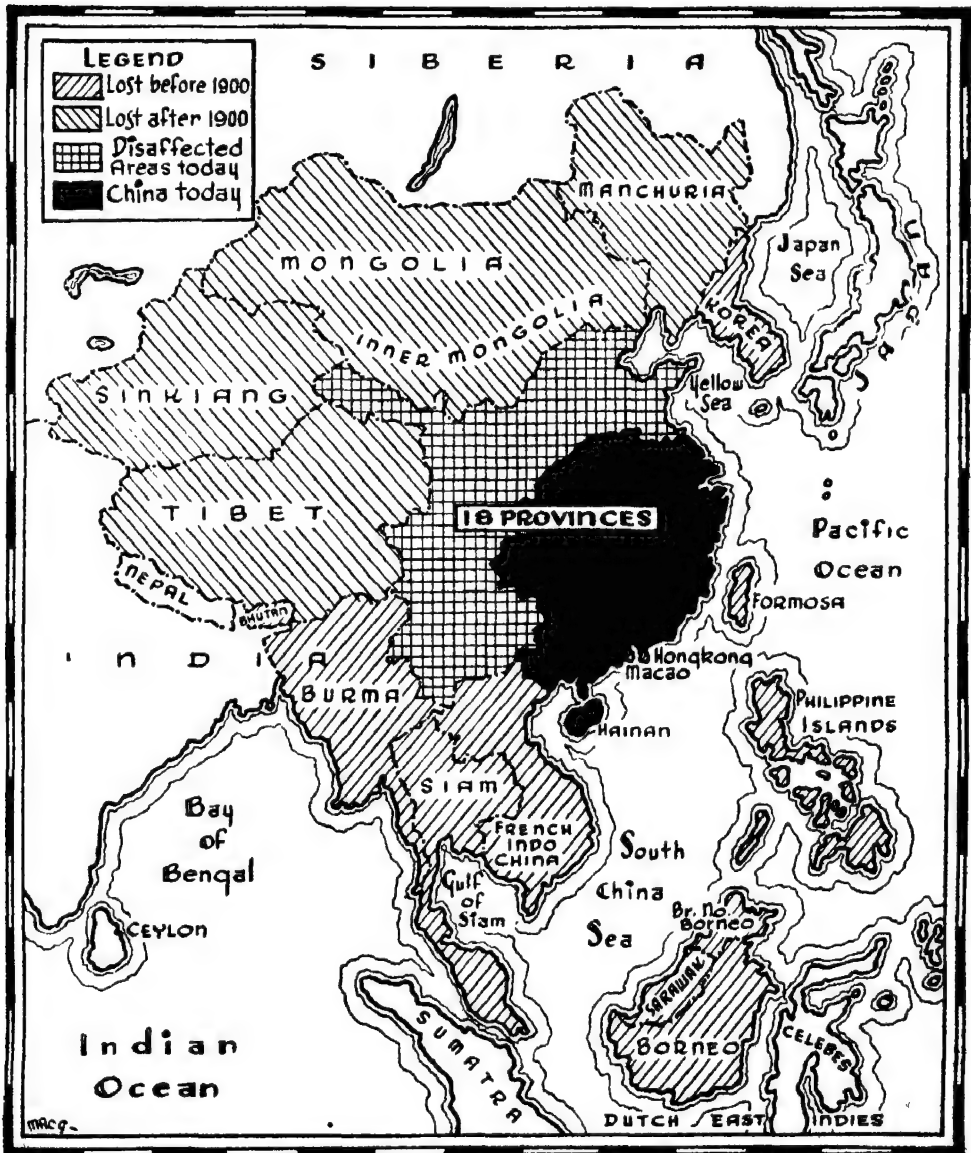 LEGEND
Lost before 1900
Lost after 1900
Disaffected
Areas today
China today
SIBERIA
MANCHURIA
MONGOLIA
INNER MONGOLIA
Japan
Sea
JAPAN
KOREA
SINKIANG
Yellow
Sea
TIBET
18 PROVINCES
Pacific
Ocean
NEPAL
BHUTAN
FORMOSA
INDIA
Hongkong
Macao
BURMA
HAINAN
PHILIPPINE
ISLANDS
SIAM
Bay
of
Bengal
FRENCH
INDO
CHINA
South
China
Sea
Gulf
of
Siam
CEYLON
Br. No.
Borneo
SARAWAK
BORNEO
CELEBES
SUMATRA
Indian
Ocean
DUTCH EAST INDIES